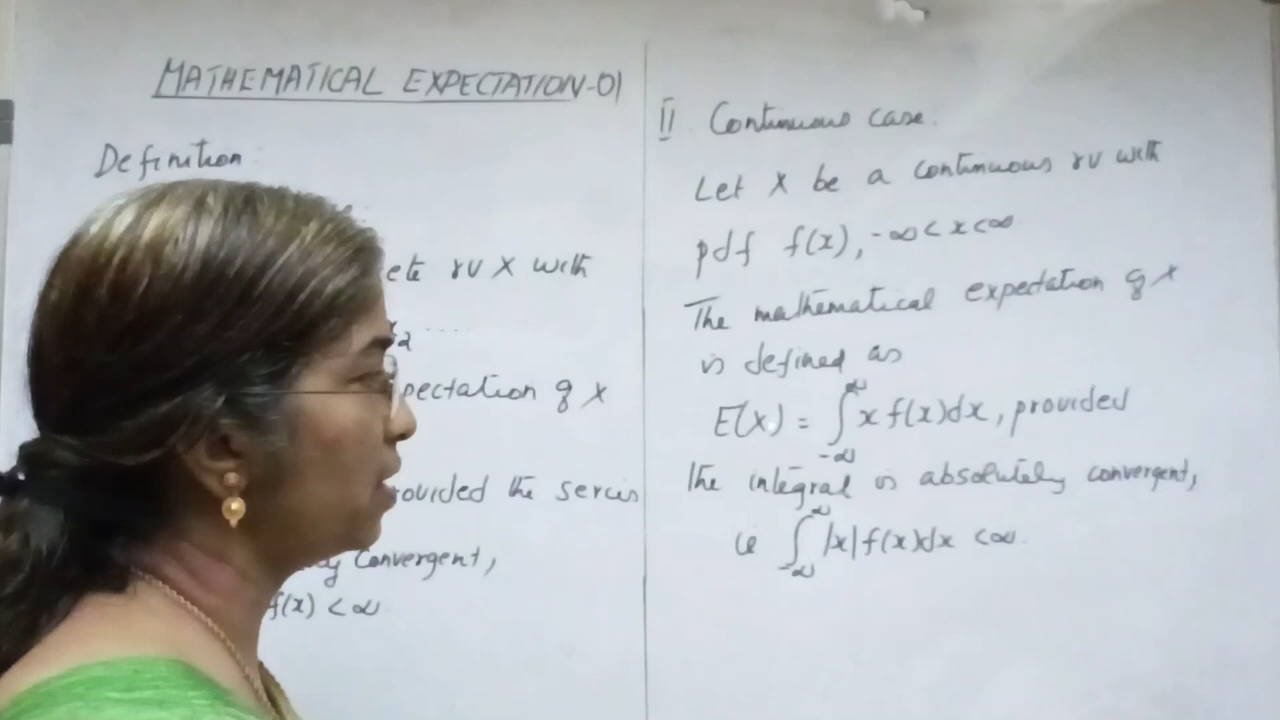 MATHEMATICAL EXPECTATION-01
Definition:
rv X with
pectation of X
rovided the series
Convergent,
f(x) < ∞
II Continuous case.
Let X be a continuous rv with
pdf f(x), -∞ < x < ∞
The mathematical expectation of X
is defined as
E(X) = ∫_{-∞}^{∞} x f(x) dx, provided
the integral is absolutely convergent,
ie ∫_{-∞}^{∞} |x| f(x) dx < ∞.